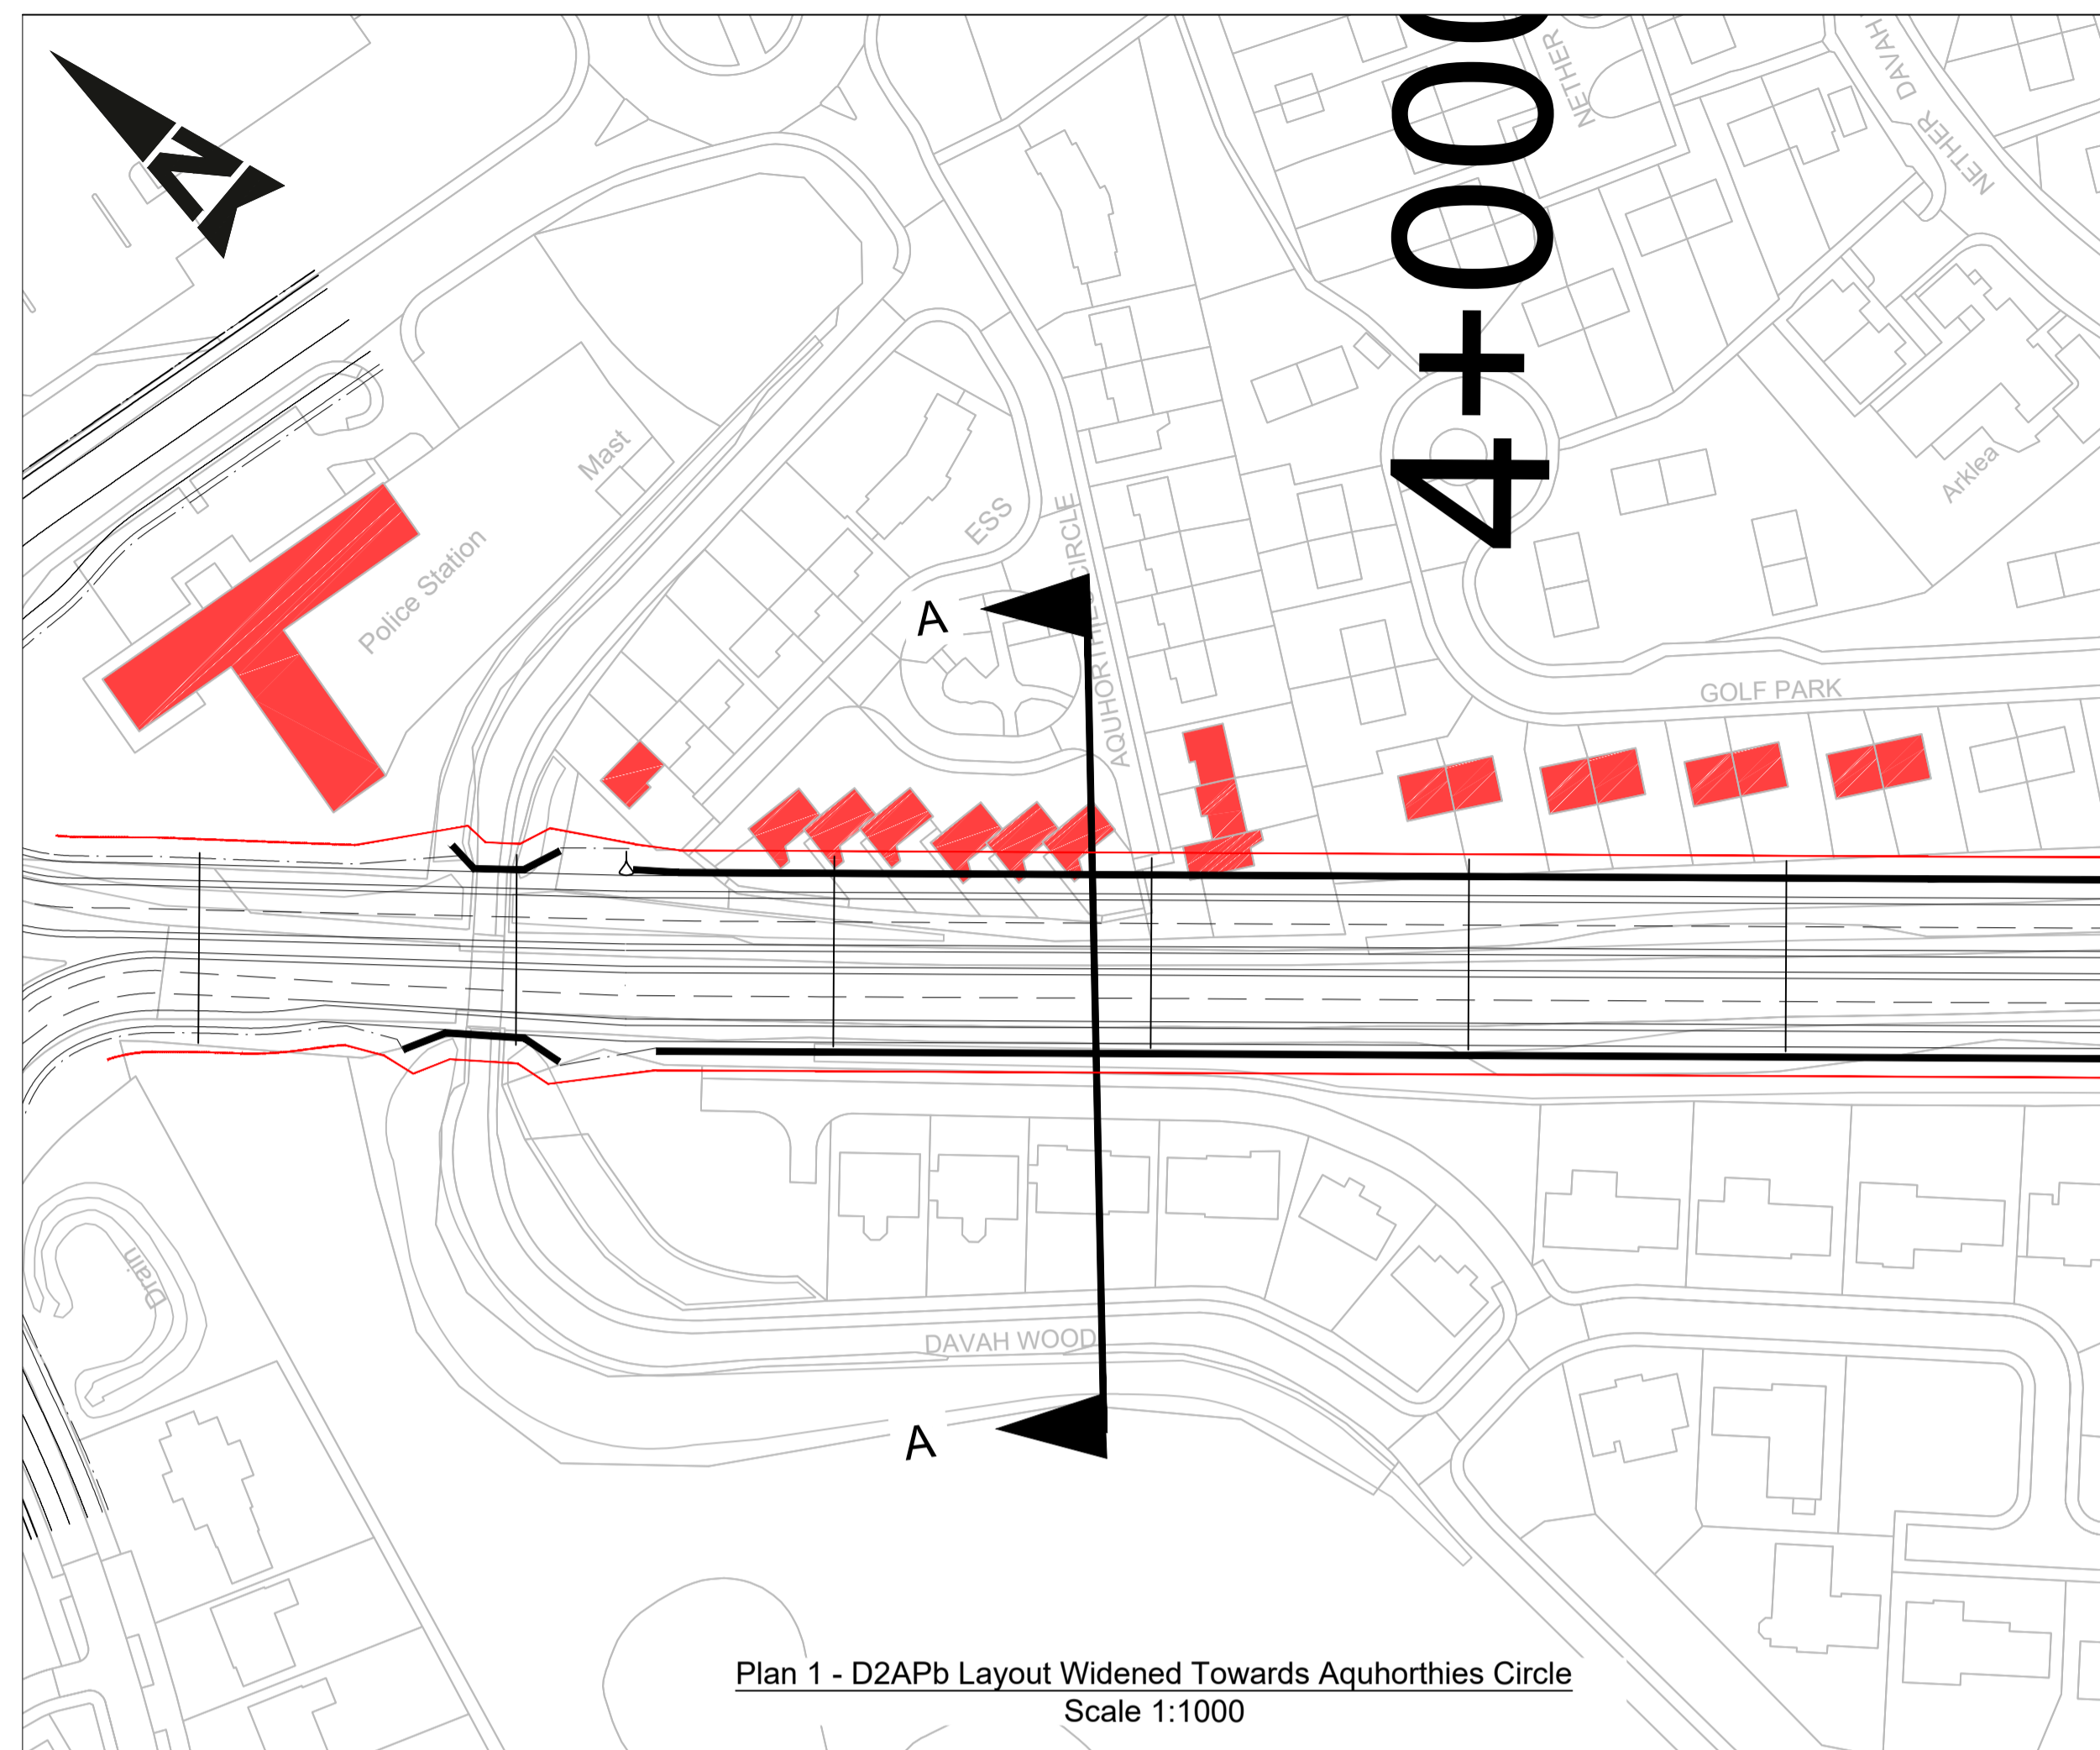 N
4+000
NETHER
NETHER DAVAH
NETHER
Mast
Police Station
ESS
AQUHORTHIES CIRCLE
Arklea
GOLF PARK
A
Drain
DAVAH WOOD
A
Plan 1 - D2APb Layout Widened Towards Aquhorthies Circle
Scale 1:1000